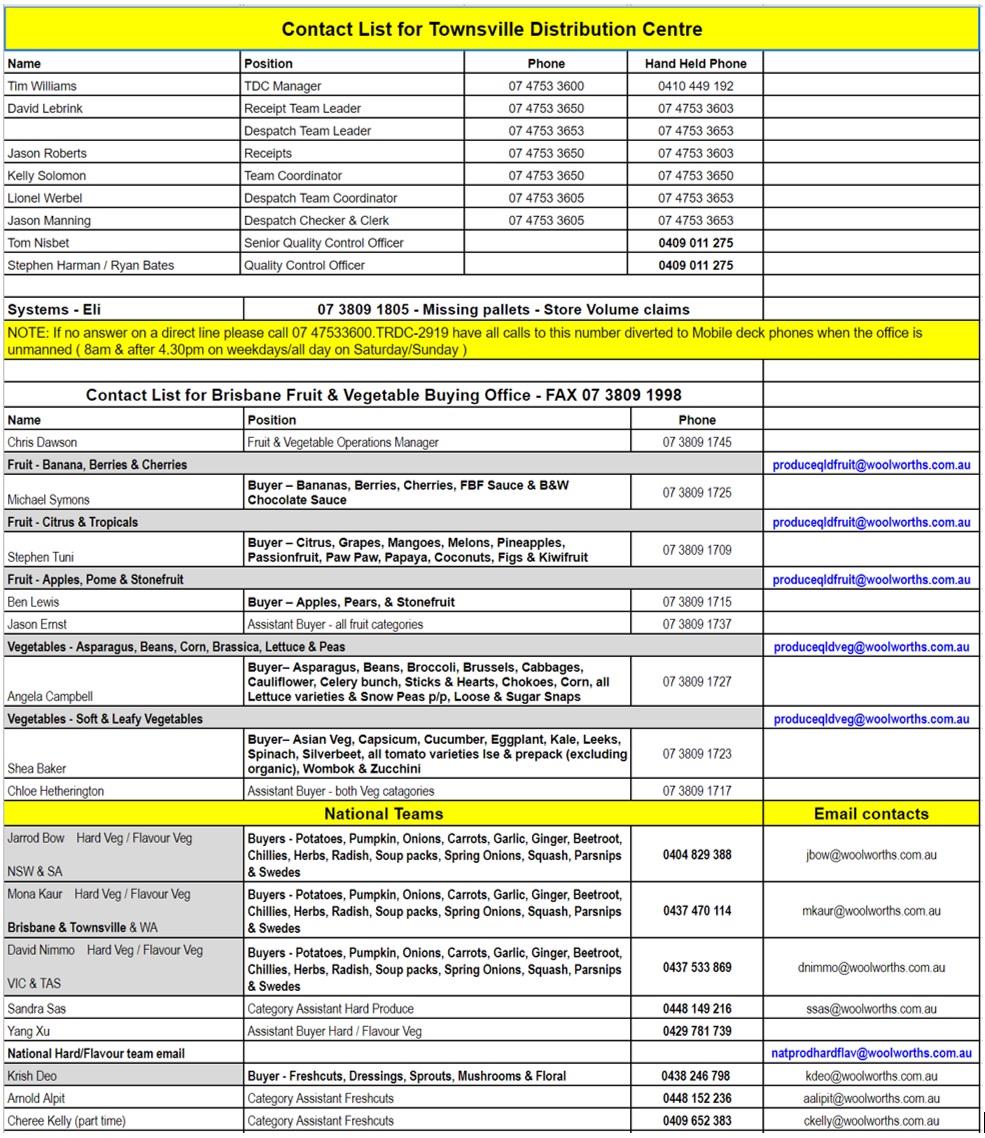 Contact List for Townsville Distribution Centre
Name Position Phone Hand Held Phone
Tim Williams TDC Manager 07 4753 3600 0410 449 192
David Lebrink Receipt Team Leader 07 4753 3650 07 4753 3603
Despatch Team Leader 07 4753 3653 07 4753 3653
Jason Roberts Receipts 07 4753 3650 07 4753 3603
Kelly Solomon Team Coordinator 07 4753 3650 07 4753 3650
Lionel Werbel Despatch Team Coordinator 07 4753 3605 07 4753 3653
Jason Manning Despatch Checker & Clerk 07 4753 3605 07 4753 3653
Tom Nisbet Senior Quality Control Officer 0409 011 275
Stephen Harman / Ryan Bates Quality Control Officer 0409 011 275
Systems - Eli 07 3809 1805 - Missing pallets - Store Volume claims
NOTE: If no answer on a direct line please call 07 47533600.TRDC-2919 have all calls to this number diverted to Mobile deck phones when the office is
unmanned ( 8am & after 4.30pm on weekdays/all day on Saturday/Sunday )
Contact List for Brisbane Fruit & Vegetable Buying Office - FAX 07 3809 1998
Name Position Phone
Chris Dawson Fruit & Vegetable Operations Manager 07 3809 1745
Fruit - Banana, Berries & Cherries produceqldfruit@woolworths.com.au
Buyer – Bananas, Berries, Cherries, FBF Sauce & B&W
Michael Symons Chocolate Sauce 07 3809 1725
Fruit - Citrus & Tropicals produceqldfruit@woolworths.com.au
Buyer – Citrus, Grapes, Mangoes, Melons, Pineapples,
Stephen Tuni Passionfruit, Paw Paw, Papaya, Coconuts, Figs & Kiwifruit 07 3809 1709
Fruit - Apples, Pome & Stonefruit produceqldfruit@woolworths.com.au
Ben Lewis Buyer – Apples, Pears, & Stonefruit 07 3809 1715
Jason Ernst Assistant Buyer - all fruit categories 07 3809 1737
Vegetables - Asparagus, Beans, Corn, Brassica, Lettuce & Peas produceqldveg@woolworths.com.au
Buyer– Asparagus, Beans, Broccoli, Brussels, Cabbages,
Cauliflower, Celery bunch, Sticks & Hearts, Chokoes, Corn, all 07 3809 1727
Angela Campbell Lettuce varieties & Snow Peas p/p, Loose & Sugar Snaps
Vegetables - Soft & Leafy Vegetables produceqldveg@woolworths.com.au
Buyer– Asian Veg, Capsicum, Cucumber, Eggplant, Kale, Leeks,
Spinach, Silverbeet, all tomato varieties lse & prepack (excluding 07 3809 1723
Shea Baker organic), Wombok & Zucchini
Chloe Hetherington Assistant Buyer - both Veg catagories 07 3809 1717
National Teams Email contacts
Jarrod Bow Hard Veg / Flavour Veg Buyers - Potatoes, Pumpkin, Onions, Carrots, Garlic, Ginger, Beetroot,
Chillies, Herbs, Radish, Soup packs, Spring Onions, Squash, Parsnips 0404 829 388 jbow@woolworths.com.au
NSW & SA & Swedes
Mona Kaur Hard Veg / Flavour Veg Buyers - Potatoes, Pumpkin, Onions, Carrots, Garlic, Ginger, Beetroot,
Chillies, Herbs, Radish, Soup packs, Spring Onions, Squash, Parsnips 0437 470 114 mkaur@woolworths.com.au
Brisbane & Townsville & WA & Swedes
David Nimmo Hard Veg / Flavour Veg Buyers - Potatoes, Pumpkin, Onions, Carrots, Garlic, Ginger, Beetroot,
Chillies, Herbs, Radish, Soup packs, Spring Onions, Squash, Parsnips 0437 533 869 dnimmo@woolworths.com.au
VIC & TAS & Swedes
Sandra Sas Category Assistant Hard Produce 0448 149 216 ssas@woolworths.com.au
Yang Xu Assistant Buyer Hard / Flavour Veg 0429 781 739
National Hard/Flavour team email natprodhardflav@woolworths.com.au
Krish Deo Buyer - Freshcuts, Dressings, Sprouts, Mushrooms & Floral 0438 246 798 kdeo@woolworths.com.au
Arnold Alpit Category Assistant Freshcuts 0448 152 236 aalipit@woolworths.com.au
Cheree Kelly (part time) Category Assistant Freshcuts 0409 652 383 ckelly@woolworths.com.au